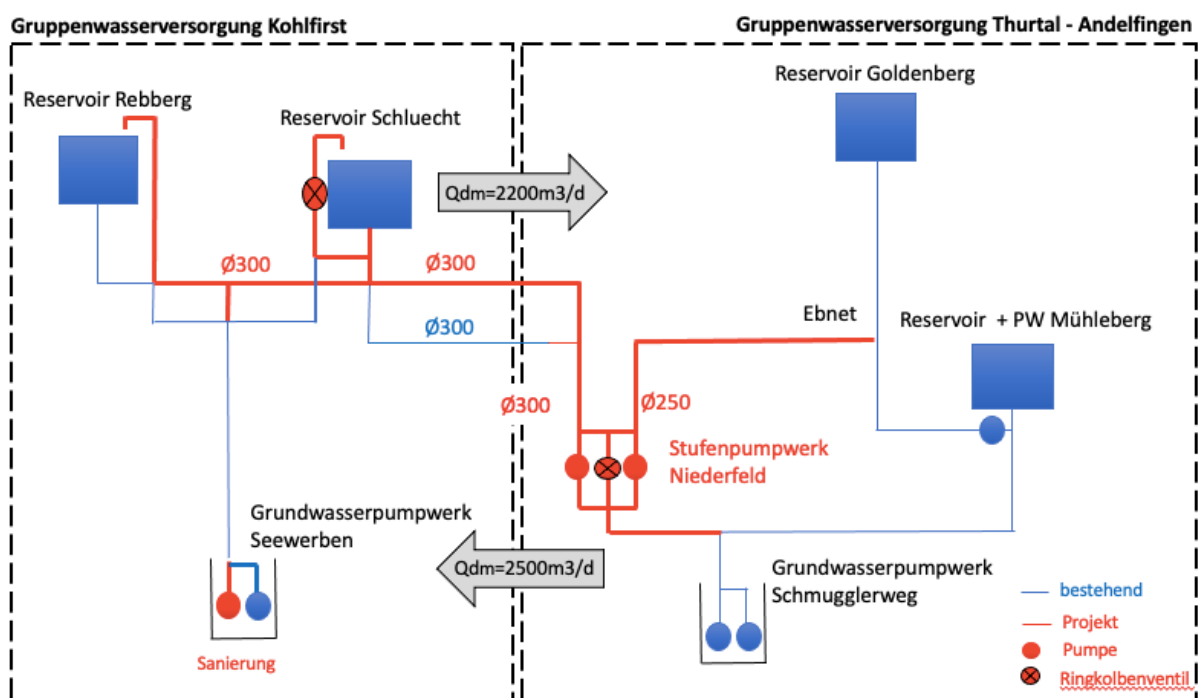 Gruppenwasserversorgung Kohlfirst
Gruppenwasserversorgung Thurtal - Andelfingen
Reservoir Rebberg
Reservoir Schluecht
Reservoir Goldenberg
Qdm=2200m3/d
Ø300
Ø300
Ø300
Ebnet
Reservoir + PW Mühleberg
Ø300
Ø250
Stufenpumpwerk
Niederfeld
Grundwasserpumpwerk
Seewerben
Qdm=2500m3/d
Grundwasserpumpwerk
Schmugglerweg
Sanierung
bestehend
Projekt
Pumpe
Ringkolbenventil